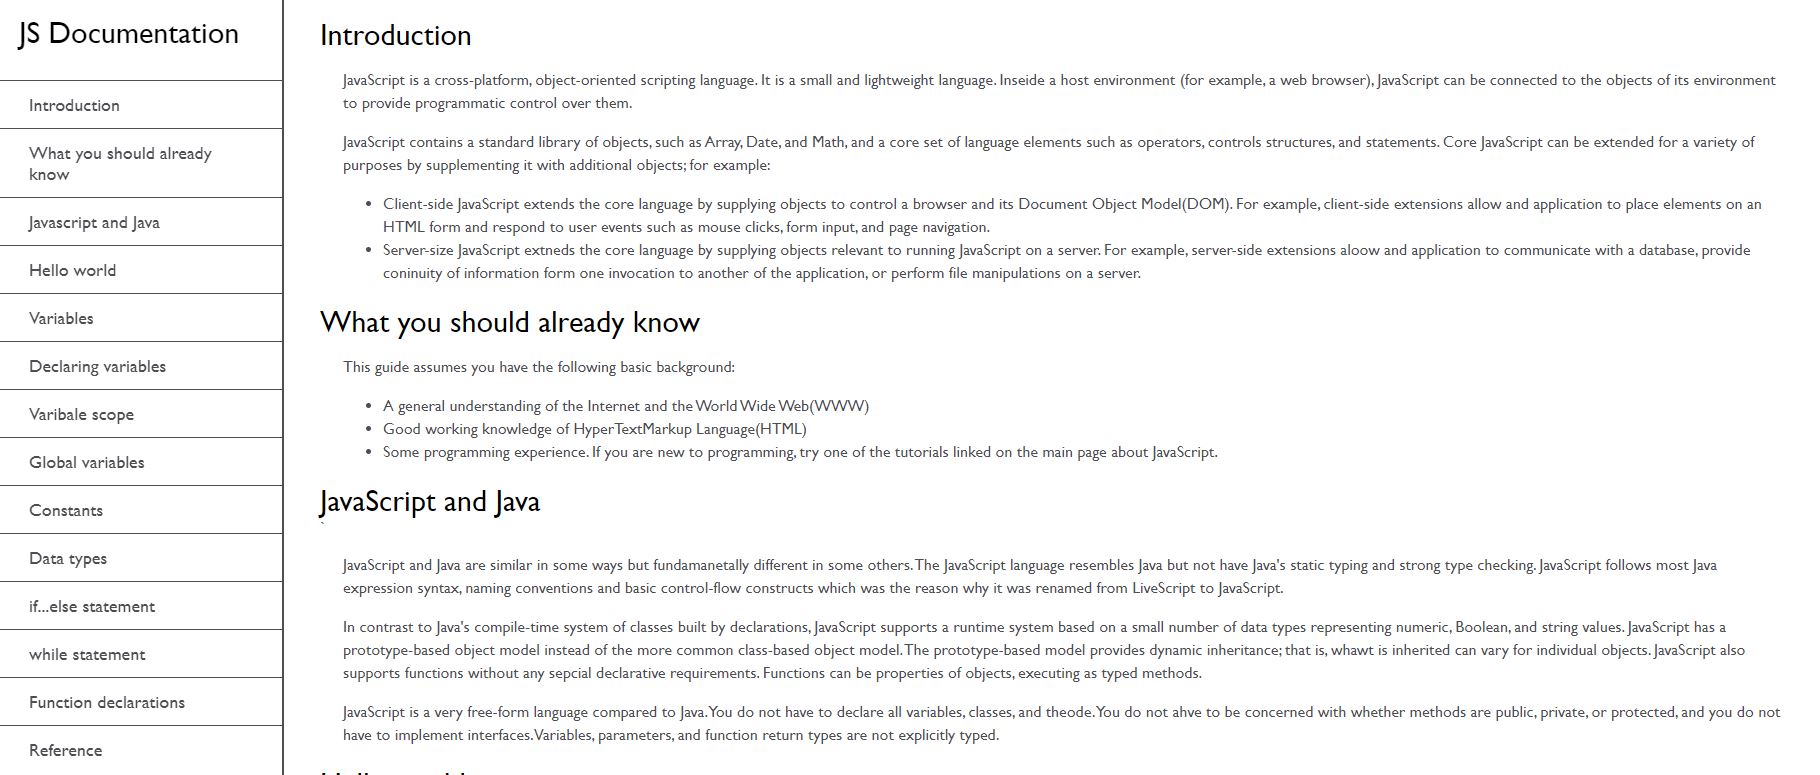 JS Documentation
Introduction
What you should already
know
Javascript and Java
Hello world
Variables
Declaring variables
Varibale scope
Global variables
Constants
Data types
if...else statement
while statement
Function declarations
Reference
Introduction
JavaScript is a cross-platform, object-oriented scripting language. It is a small and lightweight language. Inseide a host environment (for example, a web browser), JavaScript can be connected to the objects of its environment
to provide programmatic control over them.
JavaScript contains a standard library of objects, such as Array, Date, and Math, and a core set of language elements such as operators, controls structures, and statements. Core JavaScript can be extended for a variety of
purposes by supplementing it with additional objects; for example:
• Client-side JavaScript extends the core language by supplying objects to control a browser and its Document Object Model(DOM). For example, client-side extensions allow and application to place elements on an
HTML form and respond to user events such as mouse clicks, form input, and page navigation.
• Server-size JavaScript extneds the core language by supplying objects relevant to running JavaScript on a server. For example, server-side extensions aloow and application to communicate with a database, provide
coninuity of information form one invocation to another of the application, or perform file manipulations on a server.
What you should already know
This guide assumes you have the following basic background:
• A general understanding of the Internet and the World Wide Web(WWW)
• Good working knowledge of HyperTextMarkup Language(HTML)
• Some programming experience. If you are new to programming, try one of the tutorials linked on the main page about JavaScript.
JavaScript and Java
`
JavaScript and Java are similar in some ways but fundamanetally different in some others. The JavaScript language resembles Java but not have Java's static typing and strong type checking. JavaScript follows most Java
expression syntax, naming conventions and basic control-flow constructs which was the reason why it was renamed from LiveScript to JavaScript.
In contrast to Java's compile-time system of classes built by declarations, JavaScript supports a runtime system based on a small number of data types representing numeric, Boolean, and string values. JavaScript has a
prototype-based object model instead of the more common class-based object model. The prototype-based model provides dynamic inheritance; that is, whawt is inherited can vary for individual objects. JavaScript also
supports functions without any sepcial declarative requirements. Functions can be properties of objects, executing as typed methods.
JavaScript is a very free-form language compared to Java. You do not have to declare all variables, classes, and theode. You do not ahve to be concerned with whether methods are public, private, or protected, and you do not
have to implement interfaces. Variables, parameters, and function return types are not explicitly typed.